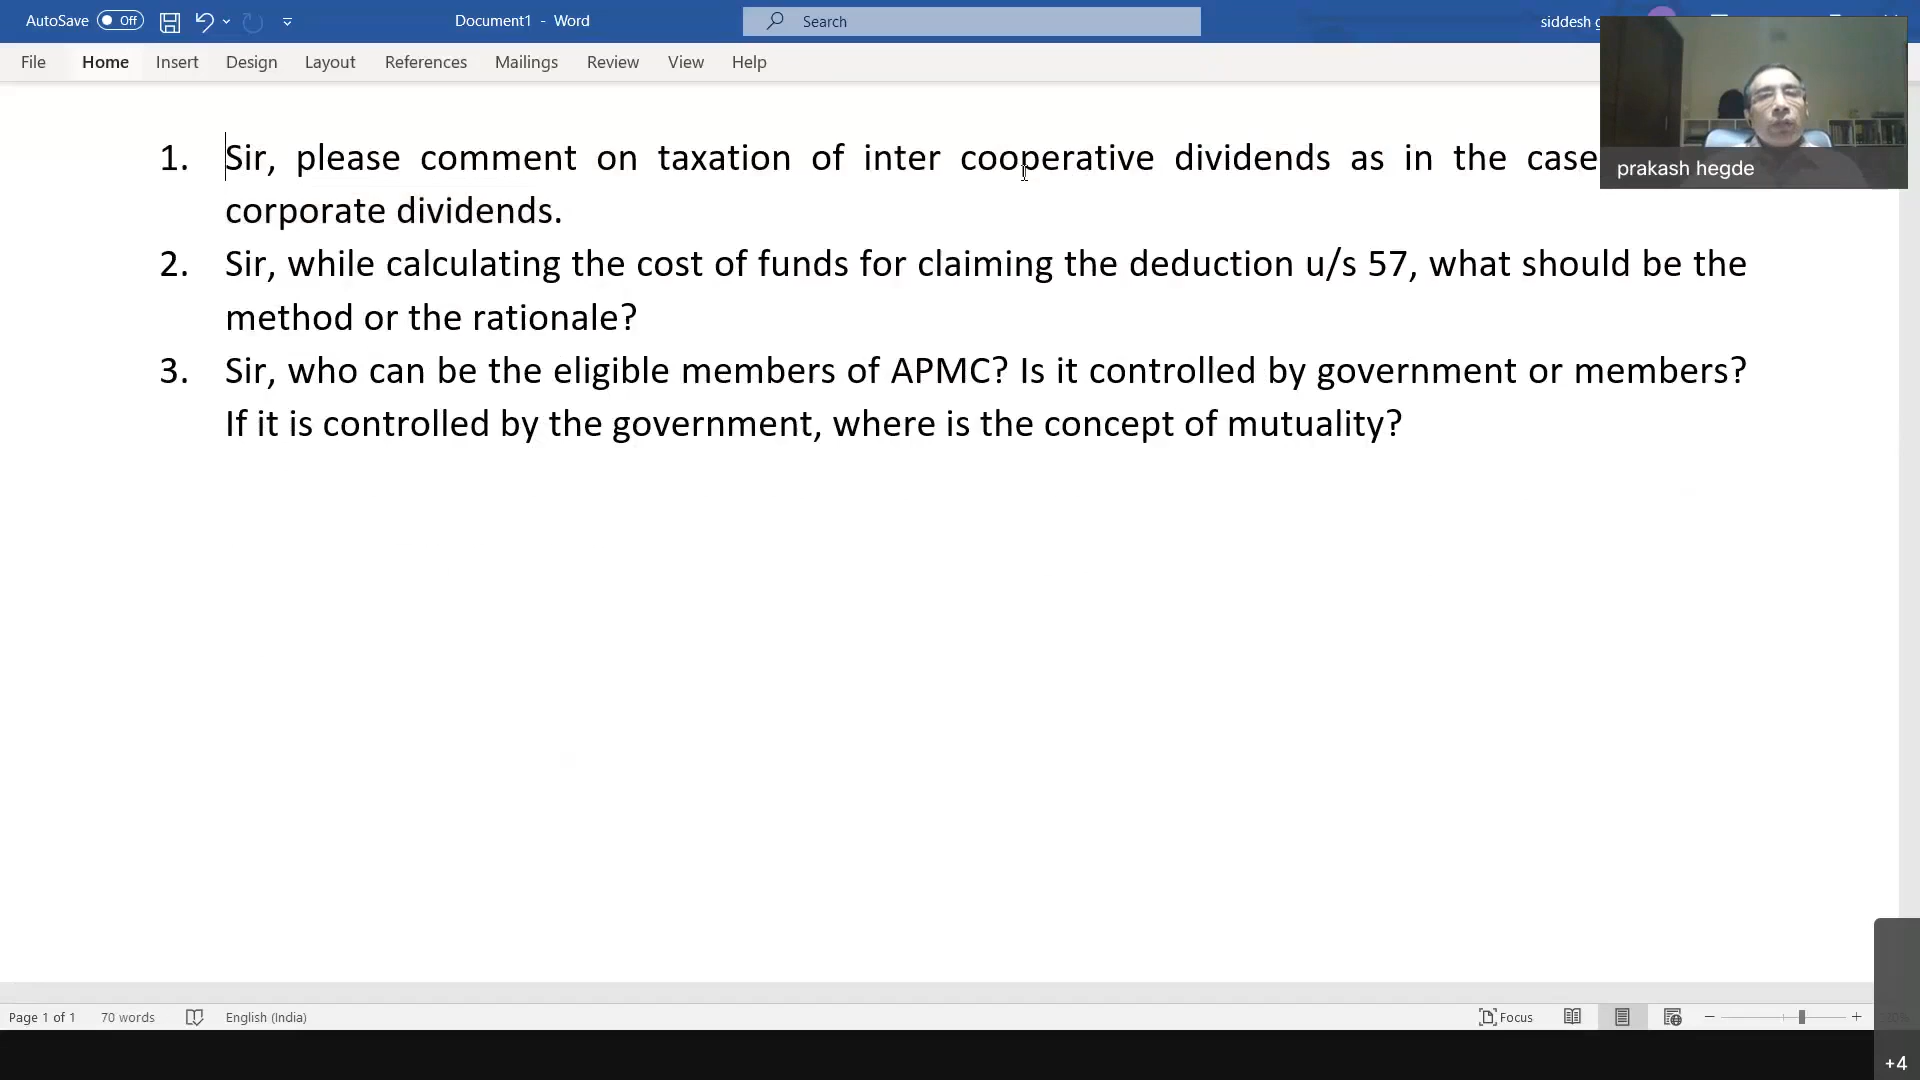 AutoSave Off Document1 - Word Search siddesh g
File Home Insert Design Layout References Mailings Review View Help
prakash hegde
1. Sir, please comment on taxation of inter cooperative dividends as in the case
corporate dividends.
2. Sir, while calculating the cost of funds for claiming the deduction u/s 57, what should be the
method or the rationale?
3. Sir, who can be the eligible members of APMC? Is it controlled by government or members?
If it is controlled by the government, where is the concept of mutuality?
Page 1 of 1 70 words English (India) Focus
+4